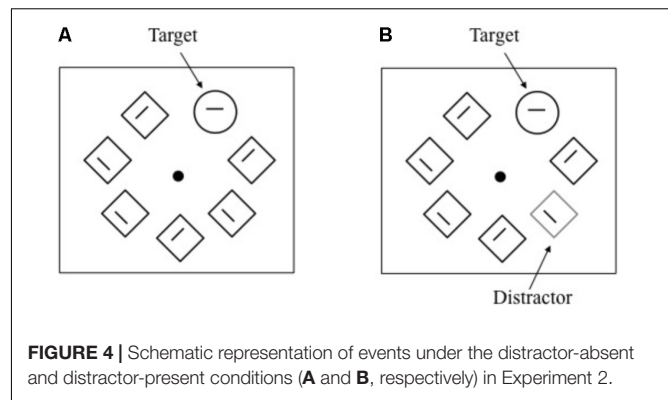 A Target
B Target
Distractor
FIGURE 4 | Schematic representation of events under the distractor-absent
and distractor-present conditions (A and B, respectively) in Experiment 2.